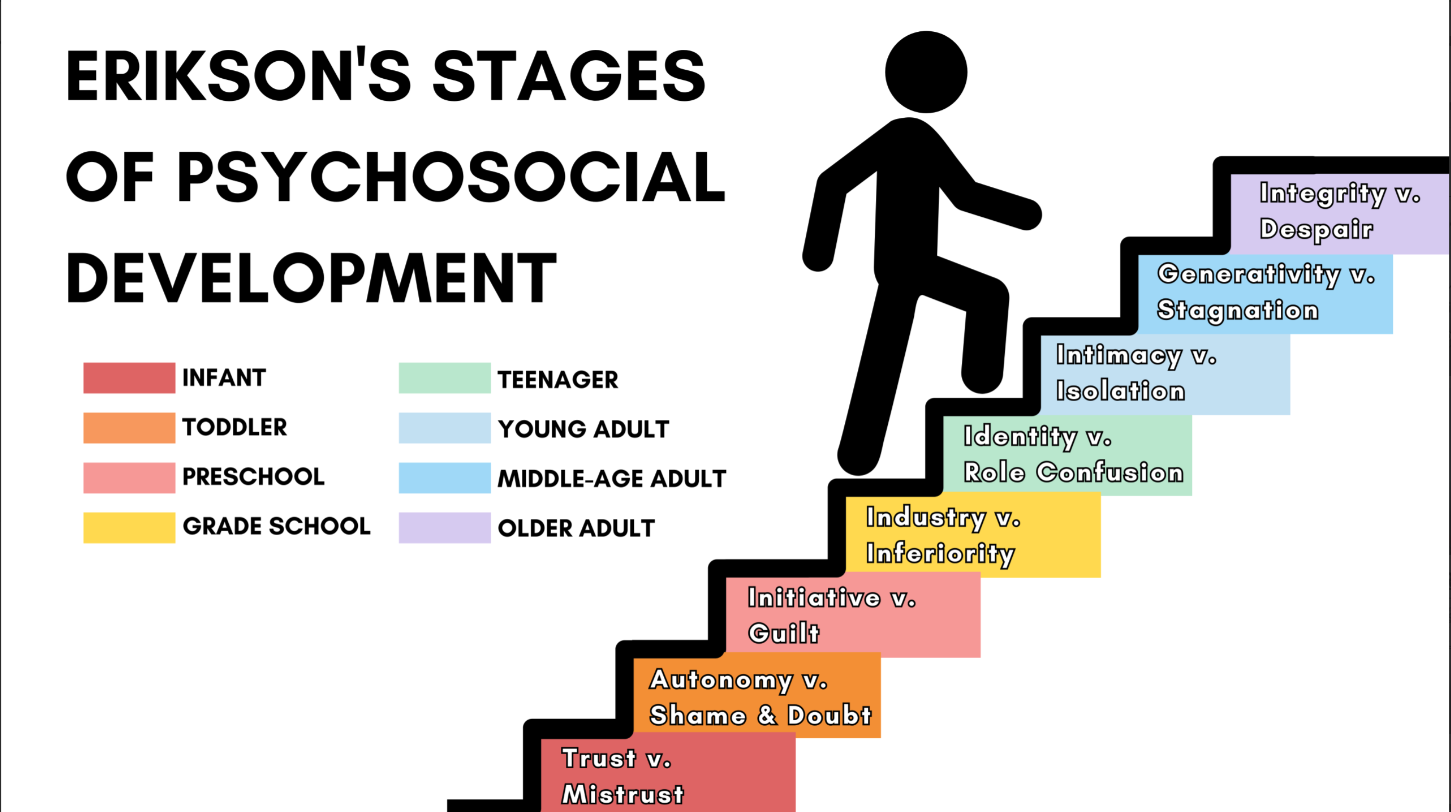 ERIKSON'S STAGES
OF PSYCHOSOCIAL
DEVELOPMENT
INFANT
TODDLER
PRESCHOOL
GRADE SCHOOL
TEENAGER
YOUNG ADULT
MIDDLE-AGE ADULT
OLDER ADULT
Integrity v.
Despair
Generativity v.
Stagnation
Intimacy v.
Isolation
Identity v.
Role Confusion
Industry v.
Inferiority
Initiative v.
Guilt
Autonomy v.
Shame & Doubt
Trust v.
Mistrust